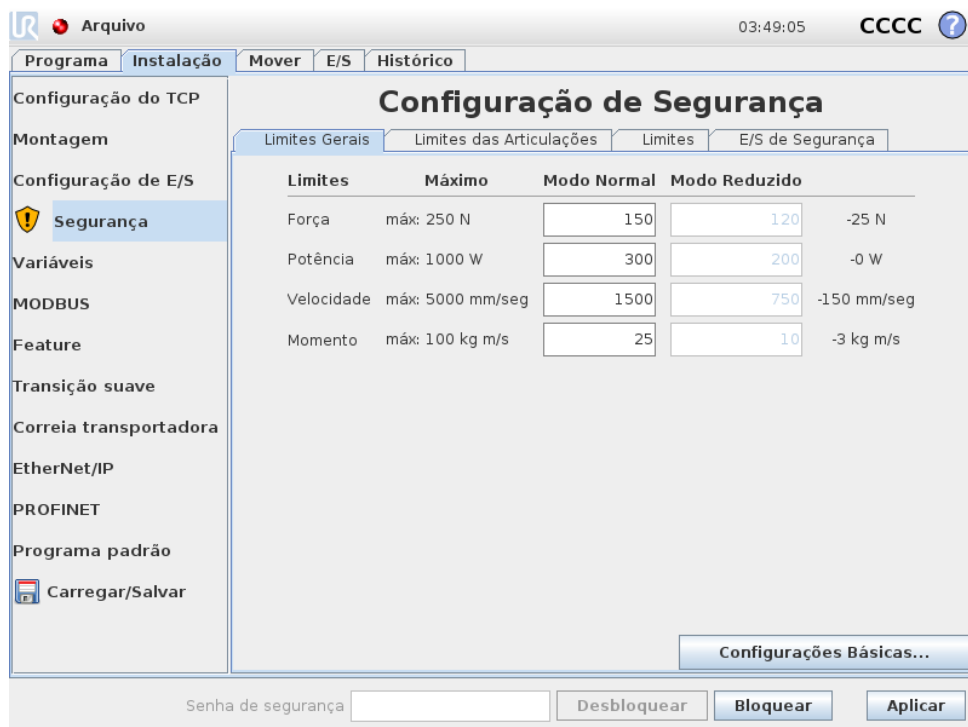 UR Arquivo 03:49:05 CCCC ?
Programa Instalação Mover E/S Histórico
Configuração do TCP
Montagem
Configuração de E/S
Segurança
Variáveis
MODBUS
Feature
Transição suave
Correia transportadora
EtherNet/IP
PROFINET
Programa padrão
Carregar/Salvar
Configuração de Segurança
Limites Gerais Limites das Articulações Limites E/S de Segurança
Limites Máximo Modo Normal Modo Reduzido
Força máx: 250 N 150 120 -25 N
Potência máx: 1000 W 300 200 -0 W
Velocidade máx: 5000 mm/seg 1500 750 -150 mm/seg
Momento máx: 100 kg m/s 25 10 -3 kg m/s
Configurações Básicas...
Senha de segurança Desbloquear Bloquear Aplicar